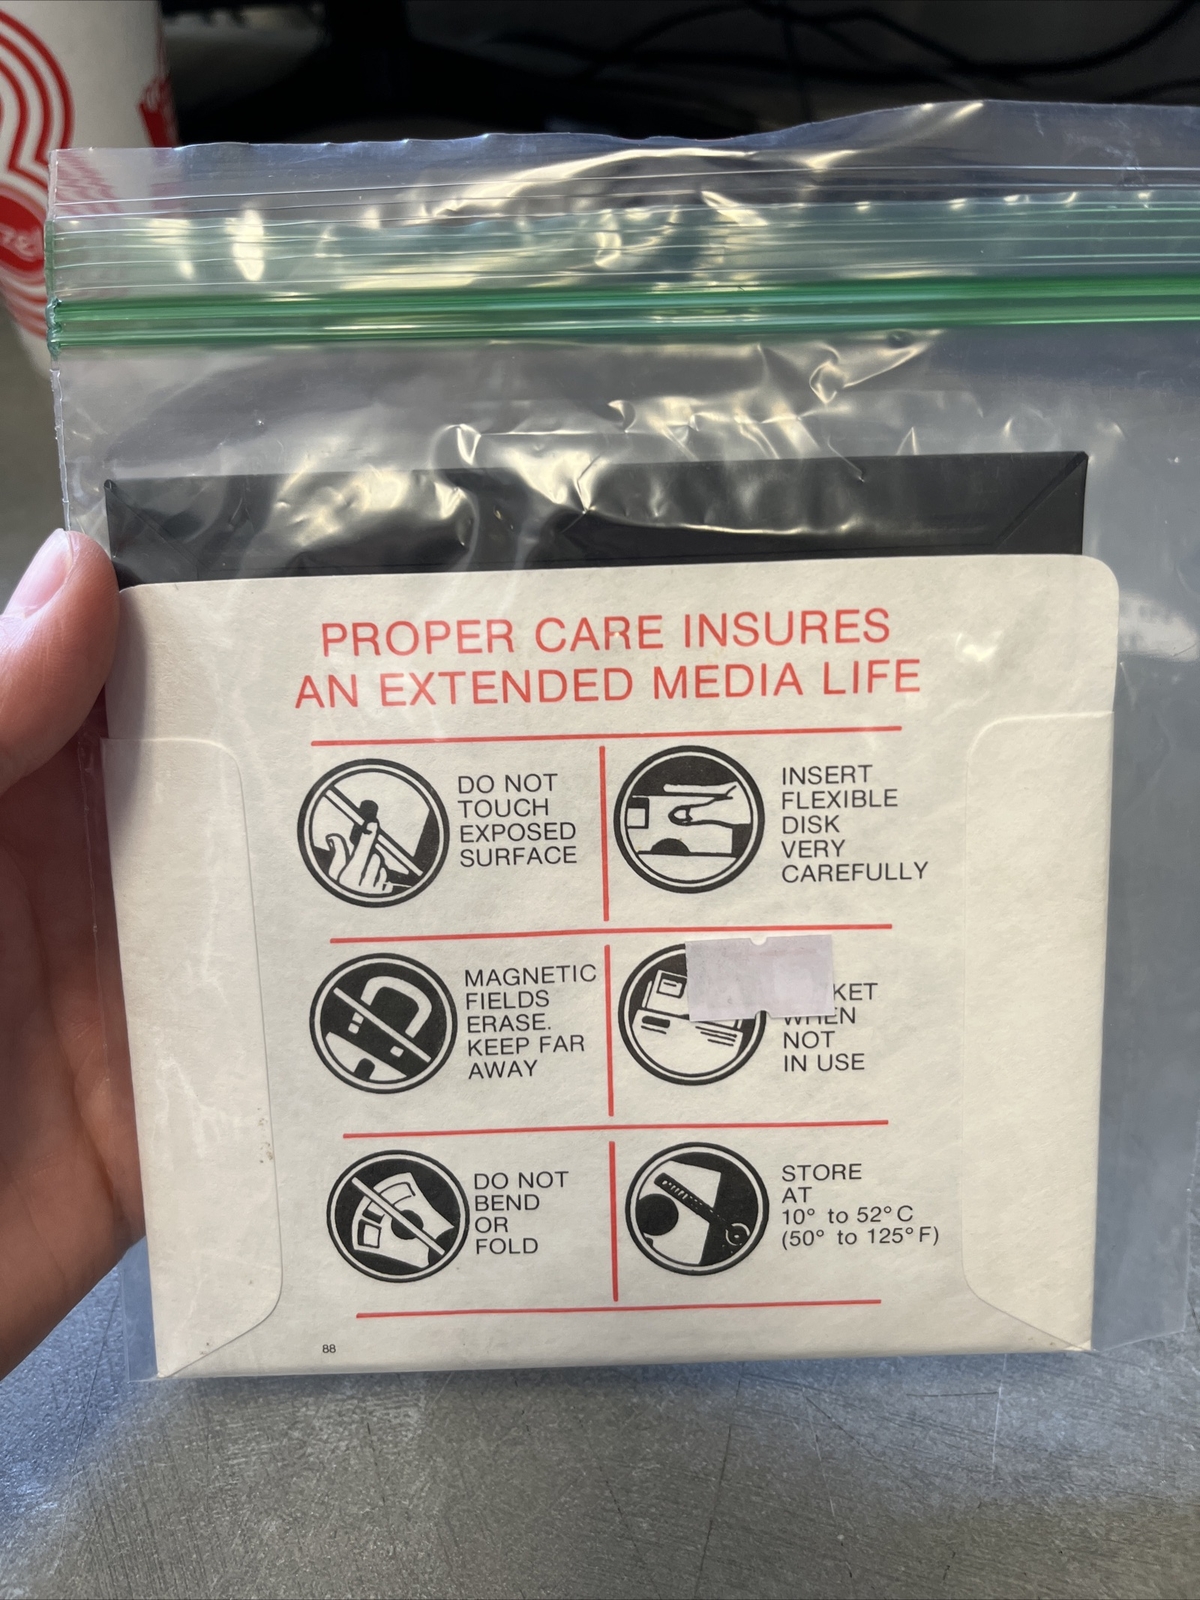 PROPER CARE INSURES
AN EXTENDED MEDIA LIFE
DO NOT
TOUCH
EXPOSED
SURFACE
INSERT
FLEXIBLE
DISK
VERY
CAREFULLY
MAGNETIC
FIELDS
ERASE.
KEEP FAR
AWAY
KET
WHEN
NOT
IN USE
DO NOT
BEND
OR
FOLD
STORE
AT
10° to 52° C
(50° to 125° F)
88